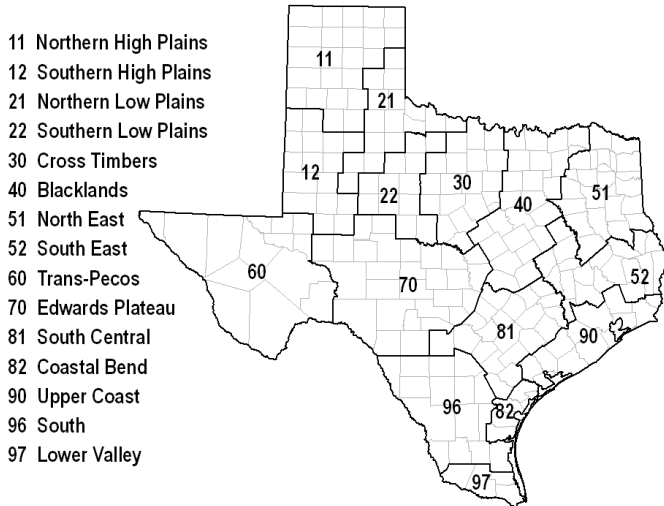 11 Northern High Plains
12 Southern High Plains
21 Northern Low Plains
22 Southern Low Plains
30 Cross Timbers
40 Blacklands
51 North East
52 South East
60 Trans-Pecos
70 Edwards Plateau
81 South Central
82 Coastal Bend
90 Upper Coast
96 South
97 Lower Valley
11
21
12
22
30
40
51
60
70
52
81
90
96
82
97